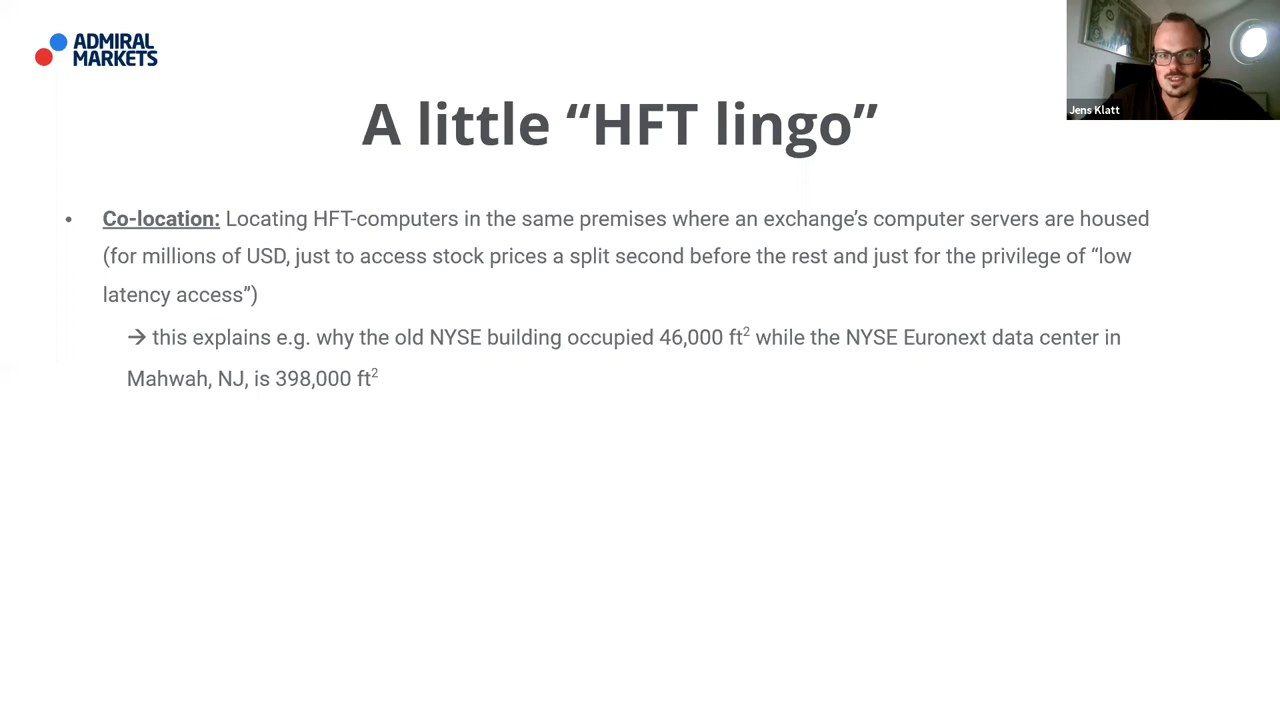 ADMIRAL
MARKETS
Jens Klatt
A little “HFT lingo”
• Co-location: Locating HFT-computers in the same premises where an exchange’s computer servers are housed
(for millions of USD, just to access stock prices a split second before the rest and just for the privilege of “low
latency access”)
→ this explains e.g. why the old NYSE building occupied 46,000 ft² while the NYSE Euronext data center in
Mahwah, NJ, is 398,000 ft²